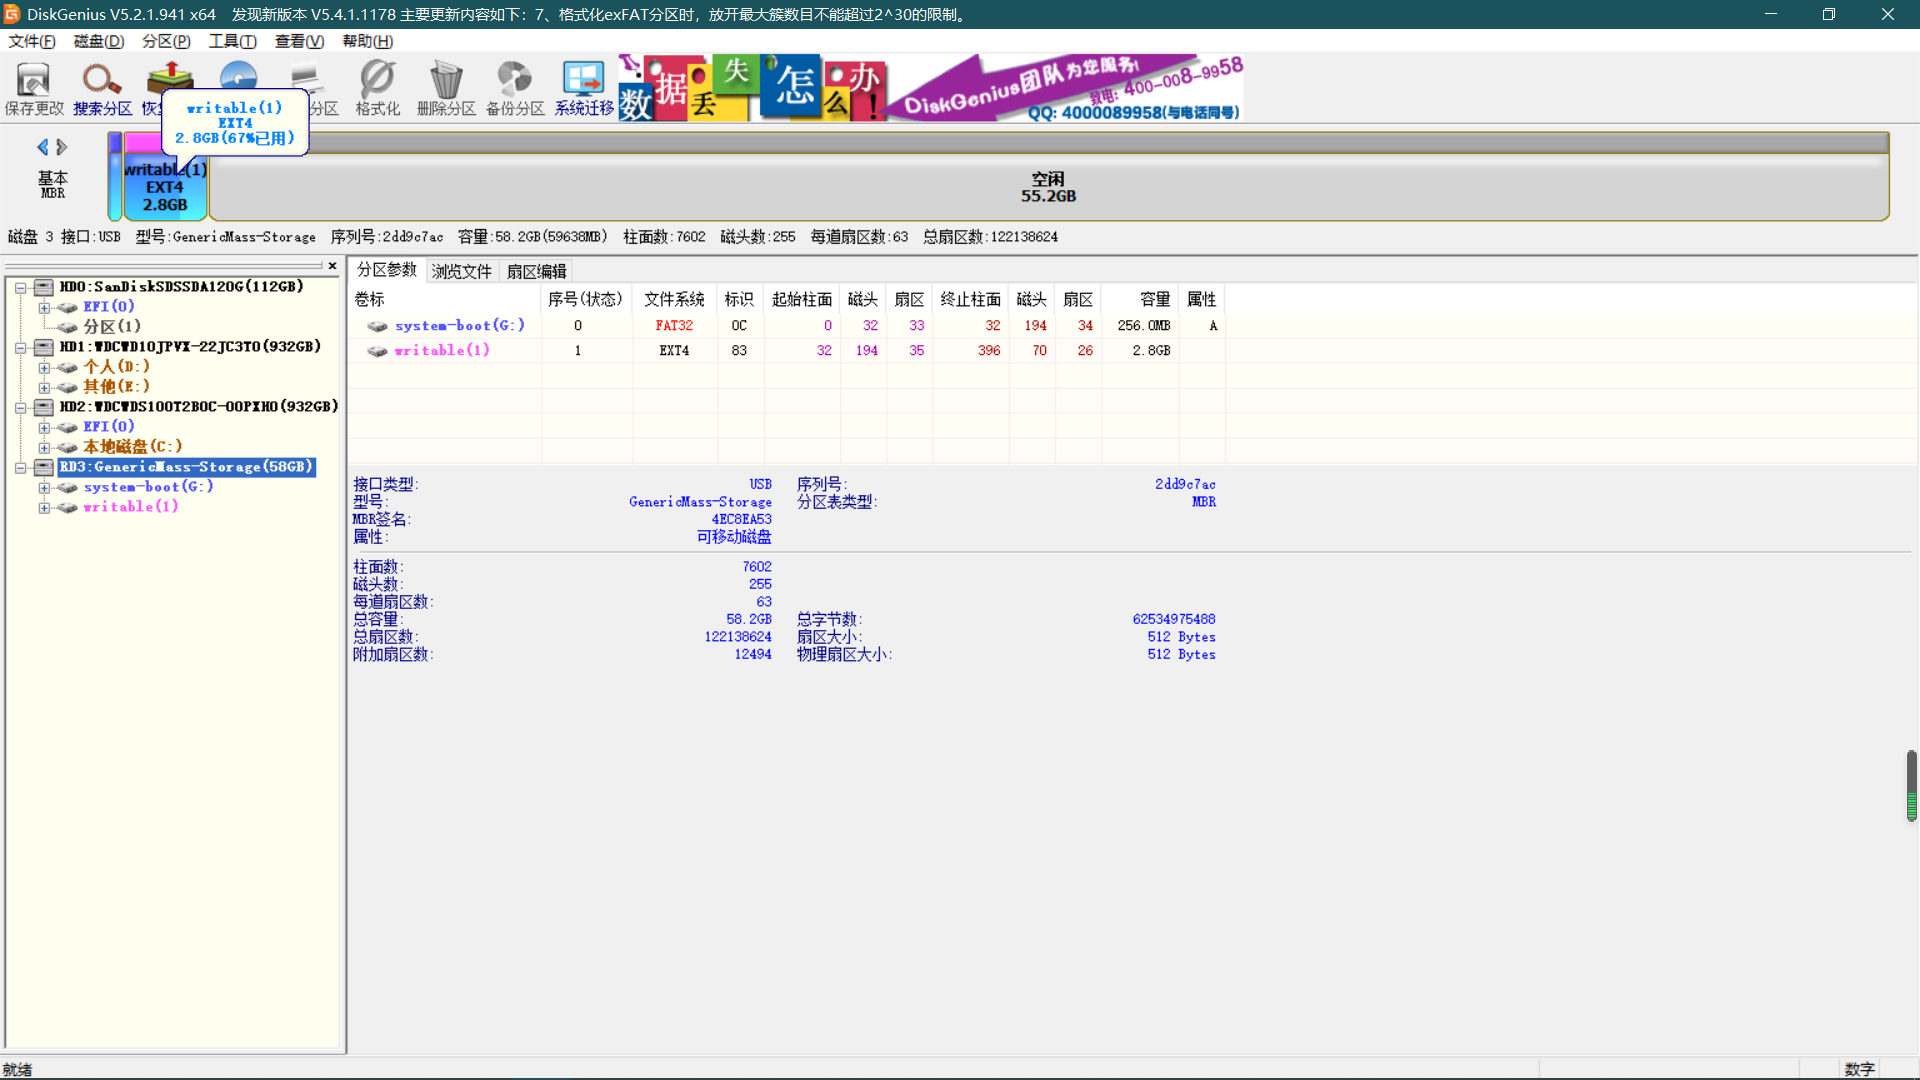 DiskGenius V5.2.1.941 x64 发现新版本 V5.4.1.1178 主要更新内容如下：7、格式化exFAT分区时，放开最大簇数目不能超过2^30的限制。
文件(F) 磁盘(D) 分区(P) 工具(T) 查看(V) 帮助(H)
保存更改 搜索分区 恢 分区 格式化 删除分区 备份分区 系统迁移
数据丢失怎么办!
DiskGenius团队为您服务!
致电: 400-008-9958
QQ: 4000089958(与电话同号)
writable(1)
EXT4
2.8GB(67%已用)
基本
MBR
writable(1)
EXT4
2.8GB
空闲
55.2GB
磁盘 3 接口:USB 型号:GenericMass-Storage 序列号:2dd9c7ac 容量:58.2GB(59638MB) 柱面数:7602 磁头数:255 每道扇区数:63 总扇区数:122138624
HD0:SanDiskSDSSDA120G(112GB)
EFI(0)
分区(1)
HD1:WDCWD10JPVX-22JC3T0(932GB)
个人(D:)
其他(E:)
HD2:WDCWDS100T2B0C-00PXH0(932GB)
EFI(0)
本地磁盘(C:)
RD3:GenericMass-Storage(58GB)
system-boot(G:)
writable(1)
分区参数 浏览文件 扇区编辑
卷标 序号(状态) 文件系统 标识 起始柱面 磁头 扇区 终止柱面 磁头 扇区 容量 属性
system-boot(G:) 0 FAT32 0C 0 32 33 32 194 34 256.0MB A
writable(1) 1 EXT4 83 32 194 35 396 70 26 2.8GB
接口类型: USB 序列号: 2dd9c7ac
型号: GenericMass-Storage 分区表类型: MBR
MBR签名: 4EC8EA53
属性: 可移动磁盘
柱面数: 7602
磁头数: 255
每道扇区数: 63
总容量: 58.2GB 总字节数: 62534975488
总扇区数: 122138624 扇区大小: 512 Bytes
附加扇区数: 12494 物理扇区大小: 512 Bytes
就绪 数字